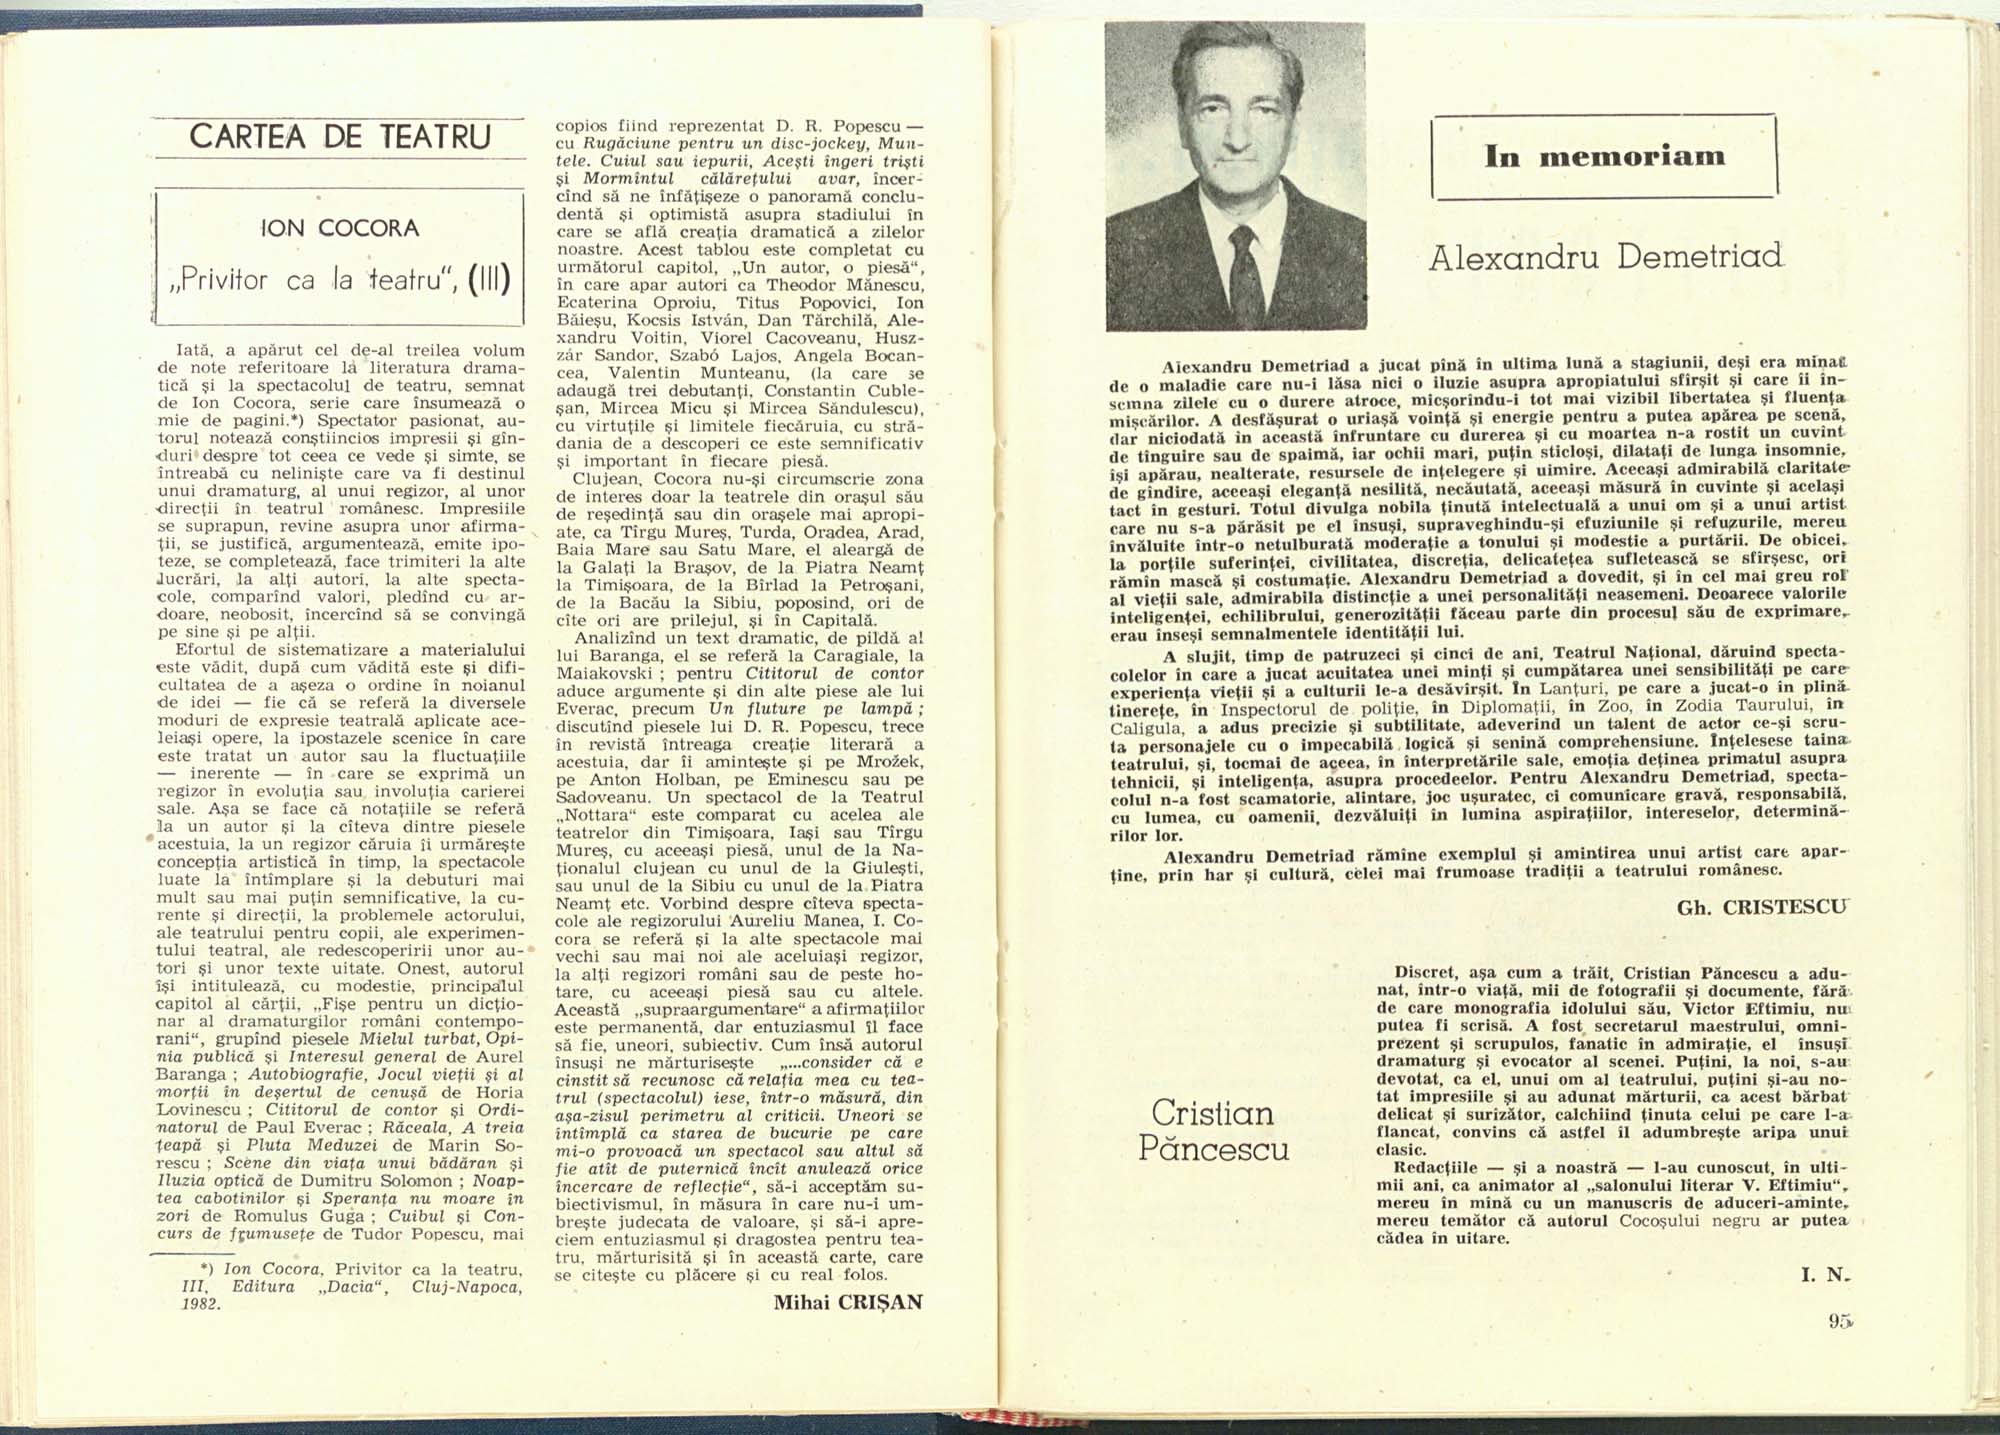 CARTEA DE TEATRU
ION COCORA
„Privitor ca la teatru“, (III)
Iată, a apărut cel de-al treilea volum
de note referitoare la literatura drama-
tică și la spectacolul de teatru, semnat
de Ion Cocora, serie care însumează o
mie de pagini.*) Spectator pasionat, au-
torul notează conștiincios impresii și gîn-
duri despre tot ceea ce vede și simte, se
întreabă cu neliniște care va fi destinul
unui dramaturg, al unui regizor, al unor
direcții în teatrul românesc. Impresiile
se suprapun, revine asupra unor afirma-
ții, se justifică, argumentează, emite ipo-
teze, se completează, face trimiteri la alte
lucrări, la alți autori, la alte specta-
cole, comparînd valori, pledînd cu ar-
doare, neobosit, încercînd să se convingă
pe sine și pe alții.
Efortul de sistematizare a materialului
este vădit, după cum vădită este și difi-
cultatea de a așeza o ordine în noianul
de idei — fie că se referă la diversele
moduri de expresie teatrală aplicate ace-
leiași opere, la ipostazele scenice în care
este tratat un autor sau la fluctuațiile
— inerente — în care se exprimă un
regizor în evoluția sau involuția carierei
sale. Așa se face că notațiile se referă
la un autor și la cîteva dintre piesele
acestuia, la un regizor căruia îi urmărește
concepția artistică în timp, la spectacole
luate la întîmplare și la debuturi mai
mult sau mai puțin semnificative, la cu-
rente și direcții, la problemele actorului,
ale teatrului pentru copii, ale experimen-
tului teatral, ale redescoperirii unor au-
tori și unor texte uitate. Onest, autorul
își intitulează, cu modestie, principalul
capitol al cărții, „Fișe pentru un dicțio-
nar al dramaturgilor români contempo-
rani“, grupînd piesele Mielul turbat, Opi-
nia publică și Interesul general de Aurel
Baranga ; Autobiografie, Jocul vieții și al
morții în deșertul de cenușă de Horia
Lovinescu ; Cititorul de contor și Ordi-
natorul de Paul Everac ; Răceala, A treia
țeapă și Pluta Meduzei de Marin So-
rescu ; Scene din viața unui bădăran și
Iluzia optică de Dumitru Solomon ; Noap-
tea cabotinilor și Speranța nu moare în
zori de Romulus Guga ; Cuibul și Con-
curs de frumusețe de Tudor Popescu, mai
*) Ion Cocora, Privitor ca la teatru,
III, Editura „Dacia“, Cluj-Napoca,
1982.
copios fiind reprezentat D. R. Popescu —
cu Rugăciune pentru un disc-jockey, Mun-
tele. Cuiul sau iepurii, Acești îngeri triști
și Mormîntul călărețului avar, încer-
cînd să ne înfățișeze o panoramă conclu-
dentă și optimistă asupra stadiului în
care se află creația dramatică a zilelor
noastre. Acest tablou este completat cu
următorul capitol, „Un autor, o piesă“,
în care apar autori ca Theodor Mănescu,
Ecaterina Oproiu, Titus Popovici, Ion
Băieșu, Kocsis István, Dan Tărchilă, Ale-
xandru Voitin, Viorel Cacoveanu, Husz-
zár Sandor, Szabó Lajos, Angela Bocan-
cea, Valentin Munteanu, (la care se
adaugă trei debutanți, Constantin Cuble-
șan, Mircea Micu și Mircea Săndulescu),
cu virtuțile și limitele fiecăruia, cu stră-
dania de a descoperi ce este semnificativ
și important în fiecare piesă.
Clujean, Cocora nu-și circumscrie zona
de interes doar la teatrele din orașul său
de reședință sau din orașele mai apropi-
ate, ca Tîrgu Mureș, Turda, Oradea, Arad,
Baia Mare sau Satu Mare, el aleargă de
la Galați la Brașov, de la Piatra Neamț
la Timișoara, de la Bîrlad la Petroșani,
de la Bacău la Sibiu, poposind, ori de
cîte ori are prilejul, și în Capitală.
Analizînd un text dramatic, de pildă al
lui Baranga, el se referă la Caragiale, la
Maiakovski ; pentru Cititorul de contor
aduce argumente și din alte piese ale lui
Everac, precum Un fluture pe lampă ;
discutînd piesele lui D. R. Popescu, trece
în revistă întreaga creație literară a
acestuia, dar îi amintește și pe Mrožek,
pe Anton Holban, pe Eminescu sau pe
Sadoveanu. Un spectacol de la Teatrul
„Nottara“ este comparat cu acelea ale
teatrelor din Timișoara, Iași sau Tîrgu
Mureș, cu aceeași piesă, unul de la Na-
ționalul clujean cu unul de la Giulești,
sau unul de la Sibiu cu unul de la Piatra
Neamț etc. Vorbind despre cîteva specta-
cole ale regizorului Aureliu Manea, I. Co-
cora se referă și la alte spectacole mai
vechi sau mai noi ale aceluiași regizor,
la alți regizori români sau de peste ho-
tare, cu aceeași piesă sau cu altele.
Această „supraargumentare“ a afirmațiilor
este permanentă, dar entuziasmul îl face
să fie, uneori, subiectiv. Cum însă autorul
însuși ne mărturisește „...consider că e
cinstit să recunosc că relația mea cu tea-
trul (spectacolul) iese, într-o măsură, din
așa-zisul perimetru al criticii. Uneori se
întîmplă ca starea de bucurie pe care
mi-o provoacă un spectacol sau altul să
fie atît de puternică încît anulează orice
încercare de reflecție“, să-i acceptăm su-
biectivismul, în măsura în care nu-i um-
brește judecata de valoare, și să-i apre-
ciem entuziasmul și dragostea pentru tea-
tru, mărturisită și în această carte, care
se citește cu plăcere și cu real folos.
Mihai CRIȘAN
In memoriam
Alexandru Demetriad
Alexandru Demetriad a jucat pînă în ultima lună a stagiunii, deși era minat
de o maladie care nu-i lăsa nici o iluzie asupra apropiatului sfîrșit și care îi în-
semna zilele cu o durere atroce, micșorîndu-i tot mai vizibil libertatea și fluența
mișcărilor. A desfășurat o uriașă voință și energie pentru a putea apărea pe scenă,
dar niciodată în această înfruntare cu durerea și cu moartea n-a rostit un cuvînt
de tînguire sau de spaimă, iar ochii mari, puțin sticloși, dilatați de lunga insomnie,
își apărau, nealterate, resursele de înțelegere și uimire. Aceeași admirabilă claritate
de gîndire, aceeași eleganță nesilită, necăutată, aceeași măsură în cuvinte și același
tact în gesturi. Totul divulga nobila ținută intelectuală a unui om și a unui artist
care nu s-a părăsit pe el însuși, supraveghindu-și efuziunile și refuzurile, mereu
învăluite într-o netulburată moderație a tonului și modestie a purtării. De obicei,
la porțile suferinței, civilitatea, discreția, delicatețea sufletească se sfîrșesc, ori
rămîn mască și costumație. Alexandru Demetriad a dovedit, și în cel mai greu rol
al vieții sale, admirabila distincție a unei personalități neasemeni. Deoarece valorile
inteligenței, echilibrului, generozității făceau parte din procesul său de exprimare,
erau înseși semnalmentele identității lui.
A slujit, timp de patruzeci și cinci de ani, Teatrul Național, dăruind specta-
colelor în care a jucat acuitatea unei minți și cumpătarea unei sensibilități pe care
experiența vieții și a culturii le-a desăvîrșit. În Lanțuri, pe care a jucat-o în plină
tinerețe, în Inspectorul de poliție, în Diplomații, în Zoo, în Zodia Taurului, în
Caligula, a adus precizie și subtilitate, adeverind un talent de actor ce-și scru-
ta personajele cu o impecabilă logică și senină comprehensiune. Înțelesese taina
teatrului, și, tocmai de aceea, în interpretările sale, emoția deținea primatul asupra
tehnicii, și inteligența, asupra procedeelor. Pentru Alexandru Demetriad, specta-
colul n-a fost scamatorie, alintare, joc ușuratec, ci comunicare gravă, responsabilă,
cu lumea, cu oamenii, dezvăluiți în lumina aspirațiilor, intereselor, determină-
rilor lor.
Alexandru Demetriad rămîne exemplul și amintirea unui artist care apar-
ține, prin har și cultură, celei mai frumoase tradiții a teatrului românesc.
Gh. CRISTESCU
Cristian
Păncescu
Discret, așa cum a trăit, Cristian Păncescu a adu-
nat, într-o viață, mii de fotografii și documente, fără
de care monografia idolului său, Victor Eftimiu, nu
putea fi scrisă. A fost secretarul maestrului, omni-
prezent și scrupulos, fanatic în admirație, el însuși
dramaturg și evocator al scenei. Puțini, la noi, s-au
devotat, ca el, unui om al teatrului, puțini și-au no-
tat impresiile și au adunat mărturii, ca acest bărbat
delicat și surizător, calchiind ținuta celui pe care l-a
flancat, convins că astfel îl adumbrește aripa unui
clasic.
Redacțiile — și a noastră — l-au cunoscut, în ulti-
mii ani, ca animator al „salonului literar V. Eftimiu“,
mereu în mînă cu un manuscris de aduceri-aminte,
mereu temător că autorul Cocoșului negru ar putea
cădea în uitare.
I. N.
95